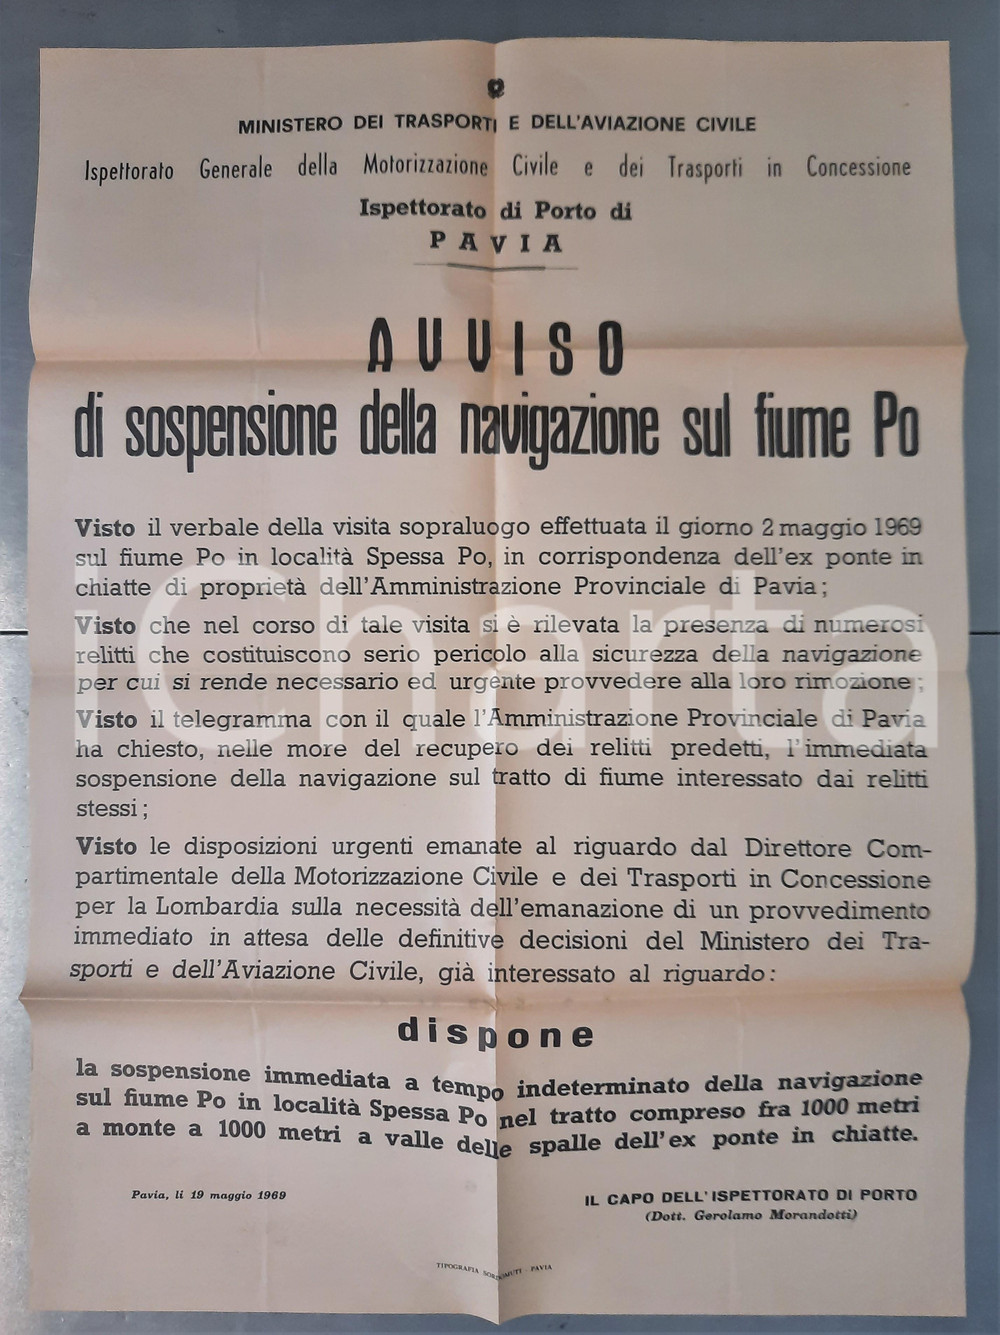 MINISTERO DEI TRASPORTI E DELL'AVIAZIONE CIVILE
Ispettorato Generale della Motorizzazione Civile e dei Trasporti in Concessione
Ispettorato di Porto di
PAVIA
AVVISO
di sospensione della navigazione sul fiume Po
Visto il verbale della visita sopraluogo effettuata il giorno 2 maggio 1969
sul fiume Po in località Spessa Po, in corrispondenza dell'ex ponte in
chiatte di proprietà dell'Amministrazione Provinciale di Pavia;
Visto che nel corso di tale visita si è rilevata la presenza di numerosi
relitti che costituiscono serio pericolo alla sicurezza della navigazione
per cui si rende necessario ed urgente provvedere alla loro rimozione;
Visto il telegramma con il quale l'Amministrazione Provinciale di Pavia
ha chiesto, nelle more del recupero dei relitti predetti, l'immediata
sospensione della navigazione sul tratto di fiume interessato dai relitti
stessi;
Visto le disposizioni urgenti emanate al riguardo dal Direttore Com-
partimentale della Motorizzazione Civile e dei Trasporti in Concessione
per la Lombardia sulla necessità dell'emanazione di un provvedimento
immediato in attesa delle definitive decisioni del Ministero dei Tra-
sporti e dell'Aviazione Civile, già interessato al riguardo:
dispone
la sospensione immediata a tempo indeterminato della navigazione
sul fiume Po in località Spessa Po nel tratto compreso fra 1000 metri
a monte a 1000 metri a valle delle spalle dell'ex ponte in chiatte.
Pavia, li 19 maggio 1969
IL CAPO DELL'ISPETTORATO DI PORTO
(Dott. Gerolamo Morandotti)
TIPOGRAFIA SORDOMUTI - PAVIA
iCharta